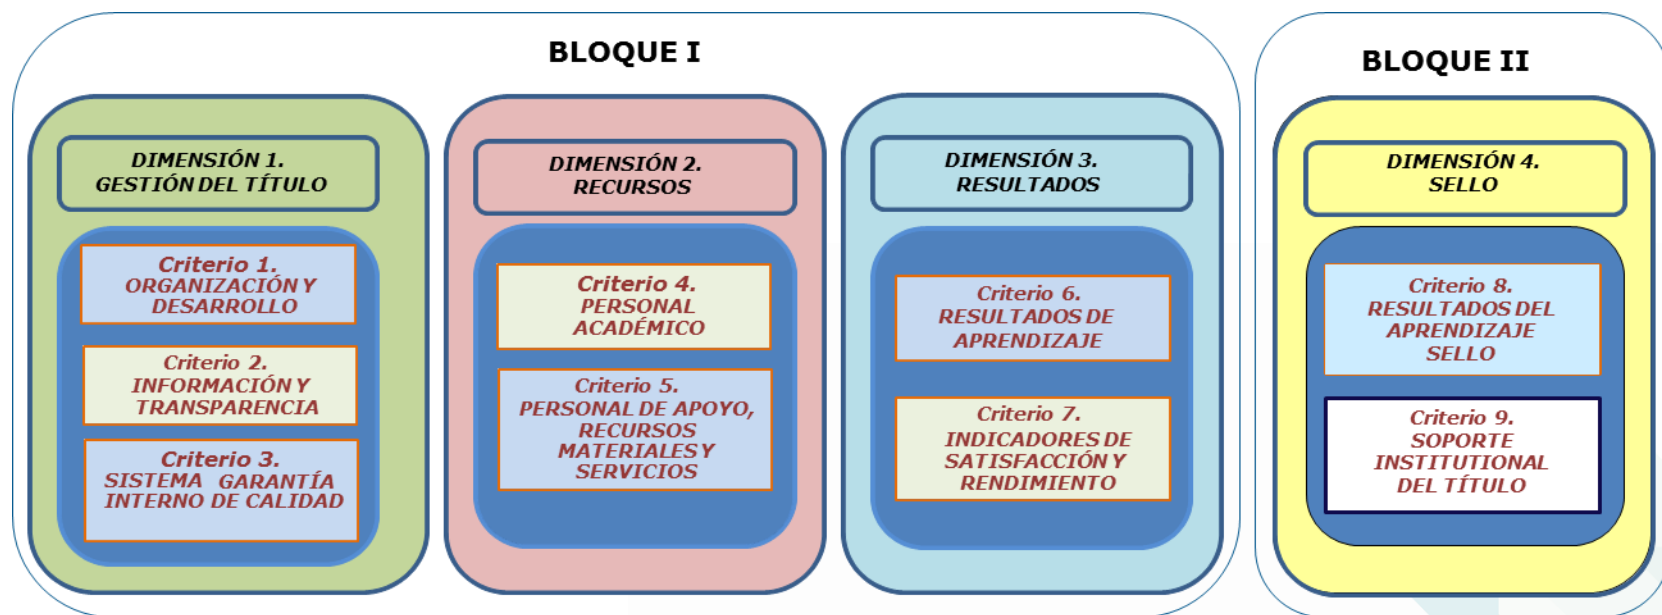 BLOQUE I
DIMENSIÓN 1.
GESTIÓN DEL TÍTULO
Criterio 1.
ORGANIZACIÓN Y
DESARROLLO
Criterio 2.
INFORMACIÓN Y
TRANSPARENCIA
Criterio 3.
SISTEMA GARANTÍA
INTERNO DE CALIDAD
DIMENSIÓN 2.
RECURSOS
Criterio 4.
PERSONAL
ACADÉMICO
Criterio 5.
PERSONAL DE APOYO,
RECURSOS
MATERIALES Y
SERVICIOS
DIMENSIÓN 3.
RESULTADOS
Criterio 6.
RESULTADOS DE
APRENDIZAJE
Criterio 7.
INDICADORES DE
SATISFACCIÓN Y
RENDIMIENTO
BLOQUE II
DIMENSIÓN 4.
SELLO
Criterio 8.
RESULTADOS DEL
APRENDIZAJE
SELLO
Criterio 9.
SOPORTE
INSTITUTIONAL
DEL TÍTULO